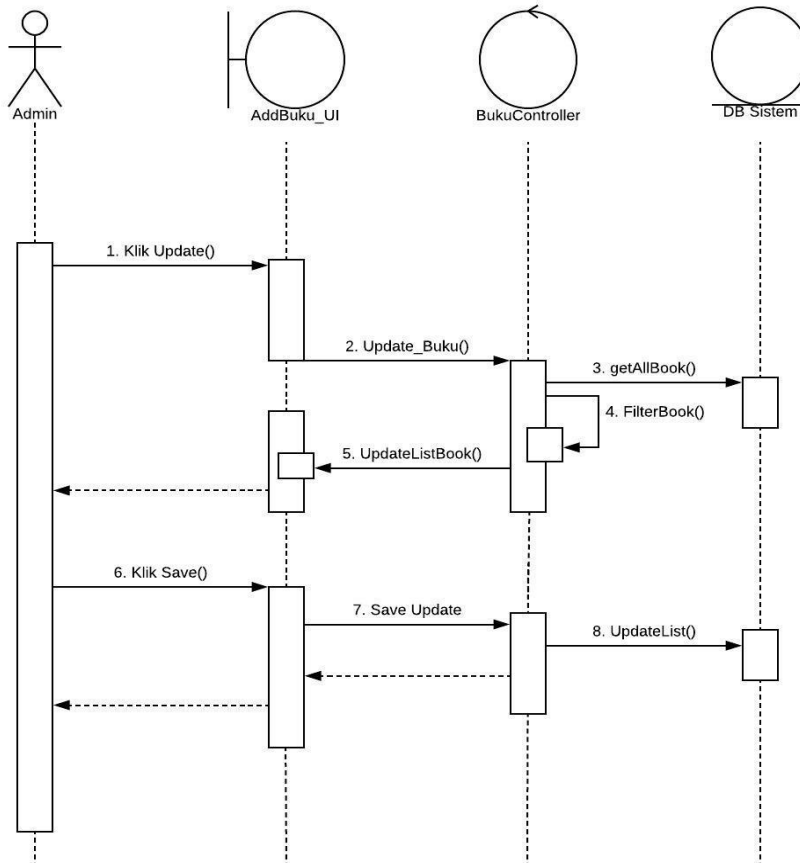 Admin
AddBuku_UI
BukuController
DB Sistem
1. Klik Update()
2. Update_Buku()
3. getAllBook()
4. FilterBook()
5. UpdateListBook()
6. Klik Save()
7. Save Update
8. UpdateList()